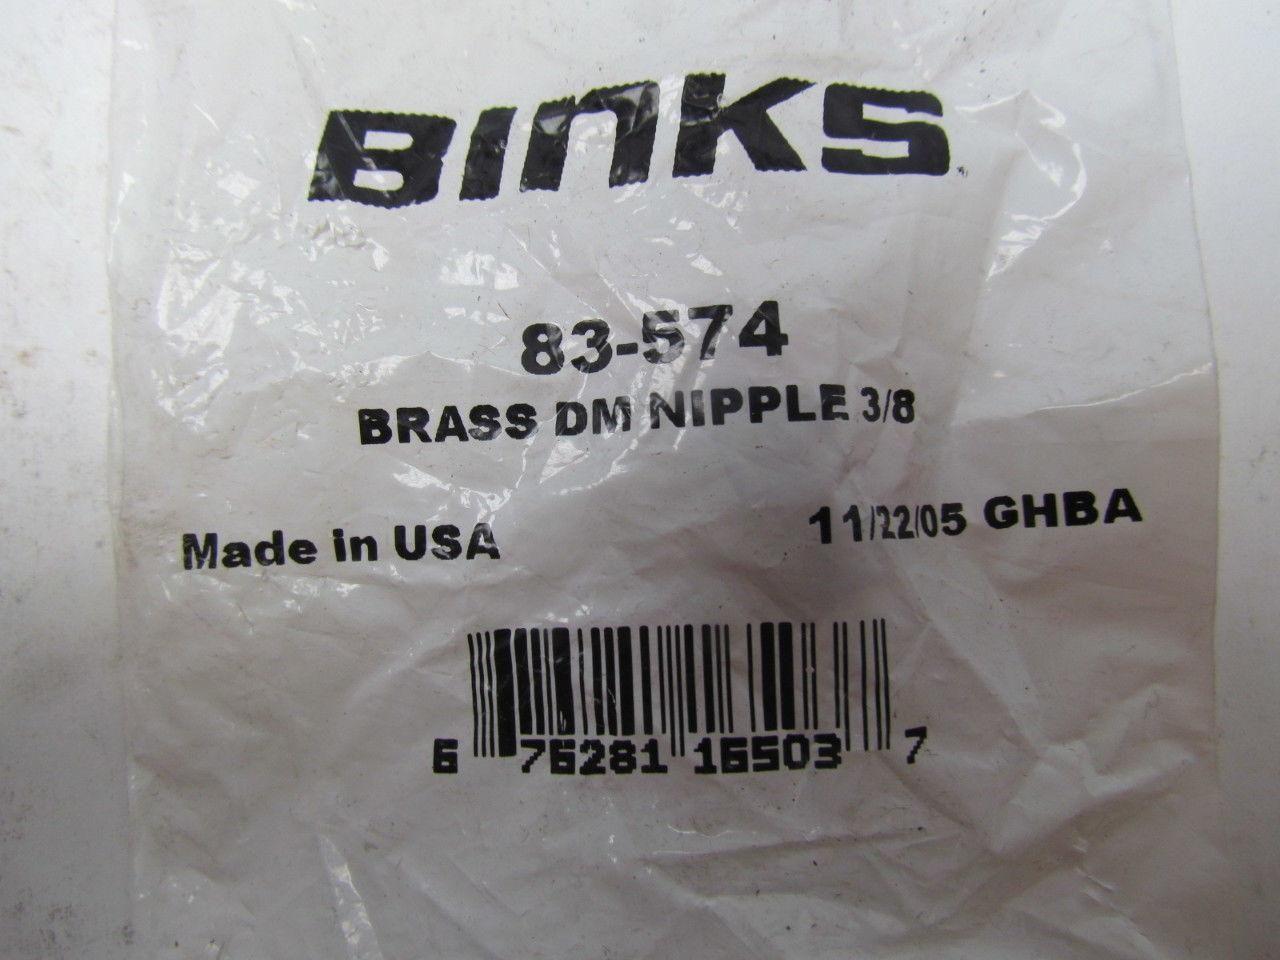 BINKS
83-574
BRASS DM NIPPLE 3/8
Made in USA 11/22/05 GHBA
6 76281 16503 7